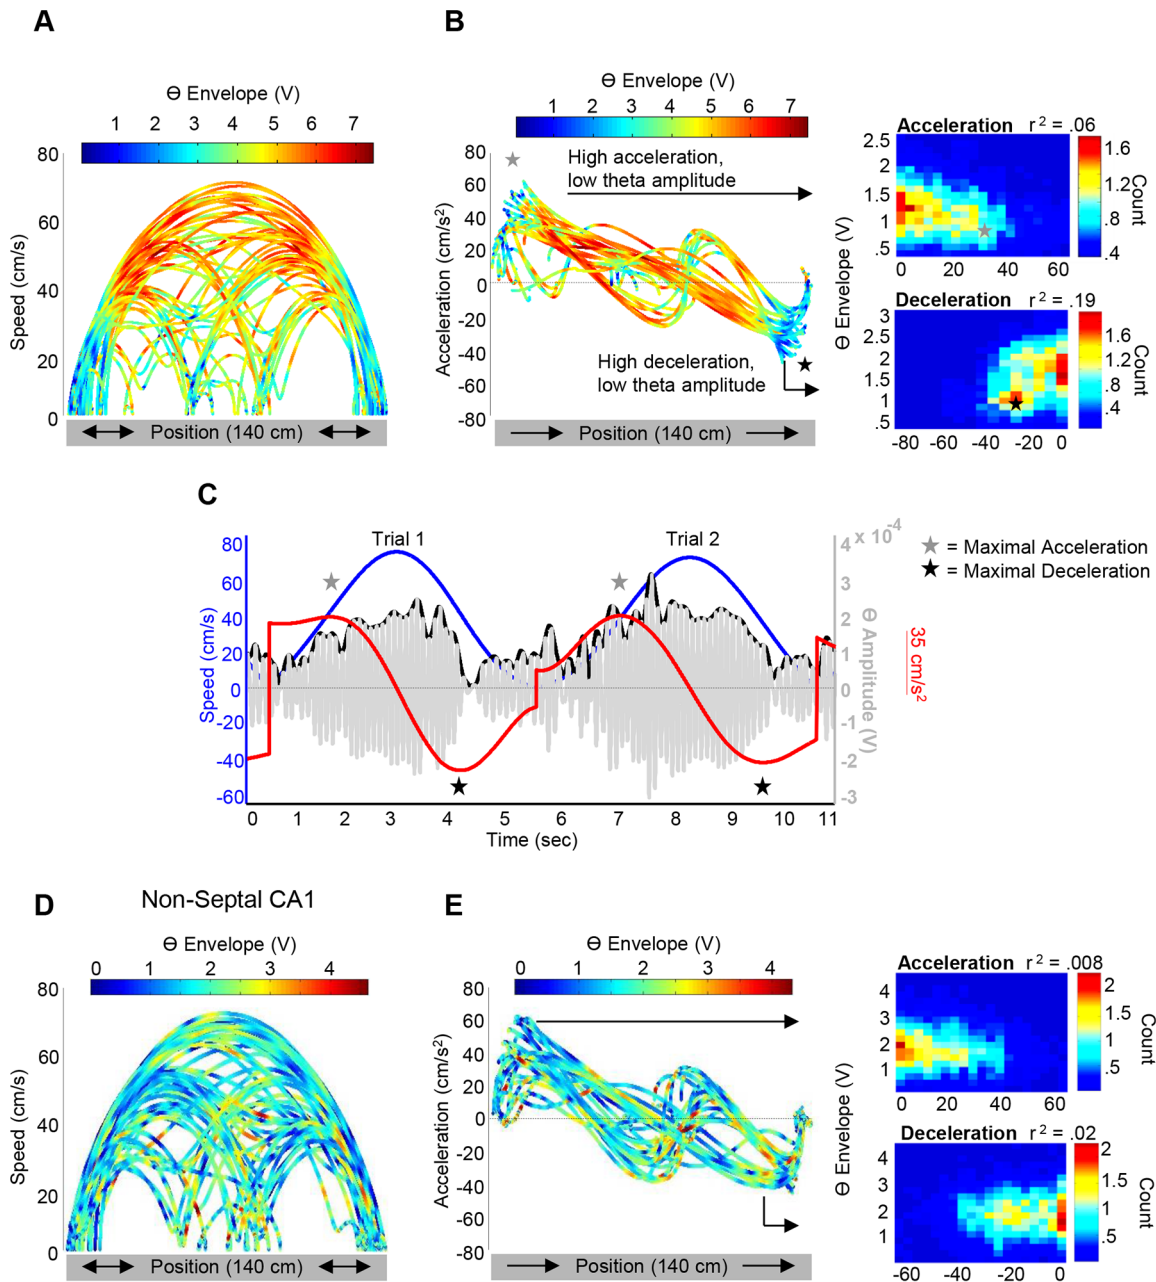 A
ϴ Envelope (V)
1 2 3 4 5 6 7
80
60
40
20
0
Speed (cm/s)
Position (140 cm)
B
ϴ Envelope (V)
1 2 3 4 5 6 7
80
60
40
20
0
-20
-40
-60
-80
Acceleration (cm/s²)
High acceleration,
low theta amplitude
High deceleration,
low theta amplitude
Position (140 cm)
Acceleration r² = .06
2.5
2
1.5
1
.5
0 20 40 60
1.6
1.2
.8
.4
Count
ϴ Envelope (V)
Deceleration r² = .19
3
2.5
2
1.5
1
.5
-80 -60 -40 -20 0
1.6
1.2
.8
.4
Count
C
Trial 1
Trial 2
80
60
40
20
0
-20
-40
-60
Speed (cm/s)
0 1 2 3 4 5 6 7 8 9 10 11
Time (sec)
4 x 10⁻⁴
3
2
1
0
-1
-2
-3
ϴ Amplitude (V)
35 cm/s²
= Maximal Acceleration
= Maximal Deceleration
D
Non-Septal CA1
ϴ Envelope (V)
0 1 2 3 4
80
60
40
20
0
Speed (cm/s)
Position (140 cm)
E
ϴ Envelope (V)
0 1 2 3 4
80
60
40
20
0
-20
-40
-60
-80
Acceleration (cm/s²)
Position (140 cm)
Acceleration r² = .008
4
3
2
1
0 20 40 60
2
1.5
1
.5
Count
ϴ Envelope (V)
Deceleration r² = .02
4
3
2
1
-60 -40 -20 0
2
1.5
1
.5
Count